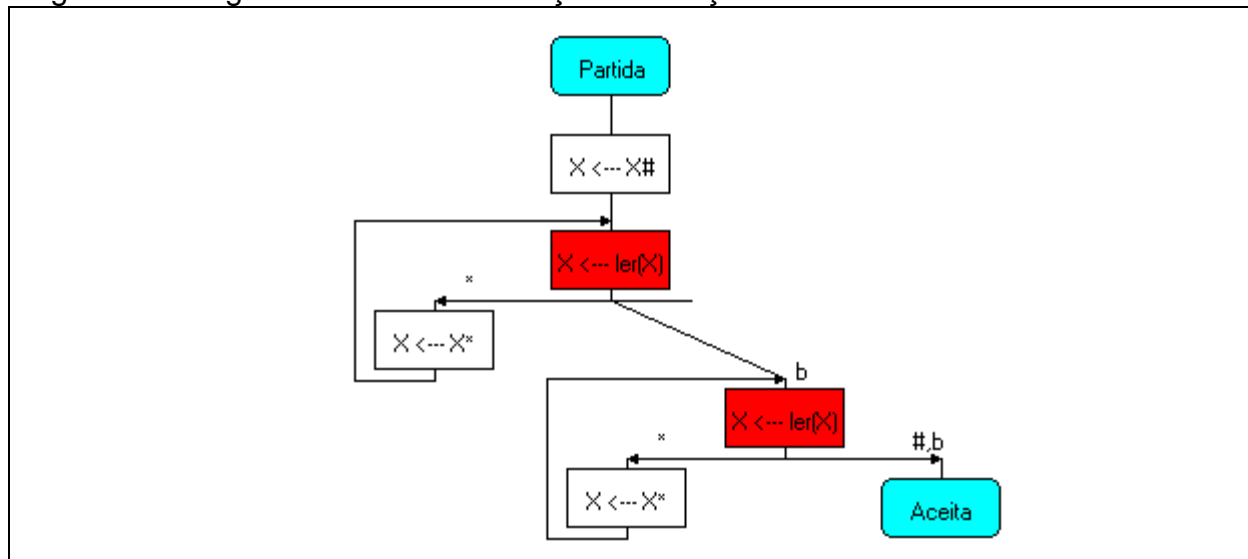 Partida
X <--- X#
X <--- ler(X)
*
X <--- X*
b
X <--- ler(X)
*
#,b
X <--- X*
Aceita